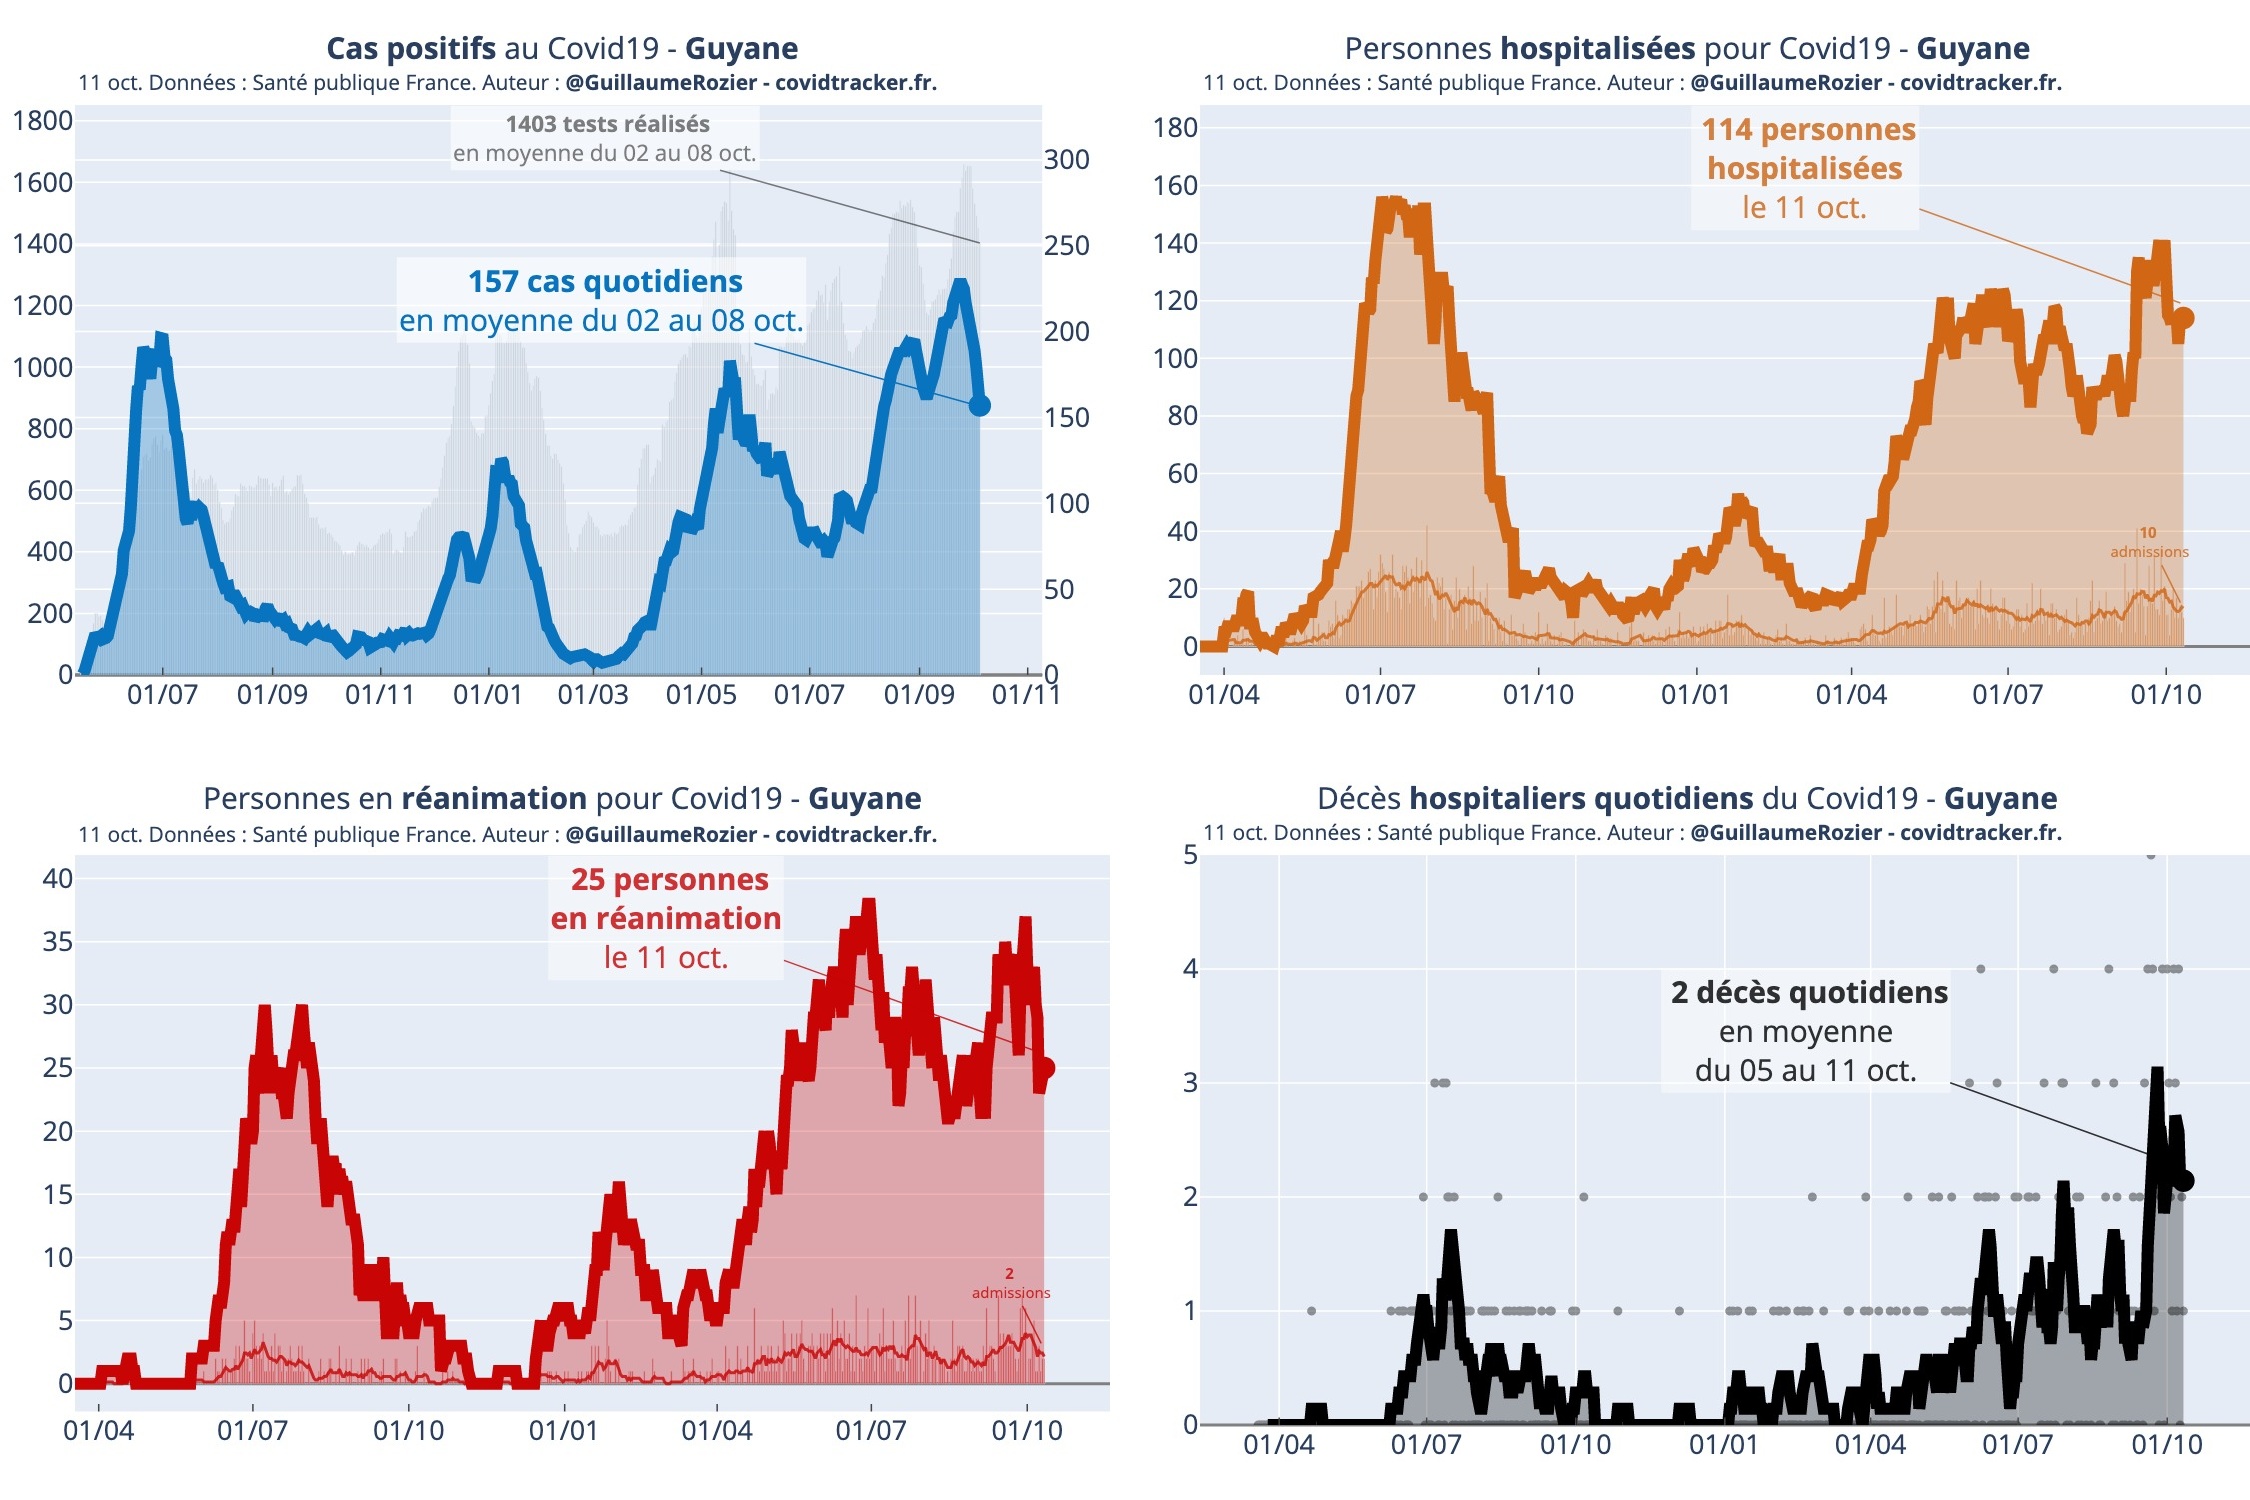 Cas positifs au Covid19 - Guyane
11 oct. Données : Santé publique France. Auteur : @GuillaumeRozier - covidtracker.fr.
1403 tests réalisés
en moyenne du 02 au 08 oct.
157 cas quotidiens
en moyenne du 02 au 08 oct.
1800
1600
1400
1200
1000
800
600
400
200
0
300
250
200
150
100
50
0
01/07 01/09 01/11 01/01 01/03 01/05 01/07 01/09 01/11
Personnes hospitalisées pour Covid19 - Guyane
11 oct. Données : Santé publique France. Auteur : @GuillaumeRozier - covidtracker.fr.
114 personnes
hospitalisées
le 11 oct.
10
admissions
180
160
140
120
100
80
60
40
20
0
01/04 01/07 01/10 01/01 01/04 01/07 01/10
Personnes en réanimation pour Covid19 - Guyane
11 oct. Données : Santé publique France. Auteur : @GuillaumeRozier - covidtracker.fr.
25 personnes
en réanimation
le 11 oct.
2
admissions
40
35
30
25
20
15
10
5
0
01/04 01/07 01/10 01/01 01/04 01/07 01/10
Décès hospitaliers quotidiens du Covid19 - Guyane
11 oct. Données : Santé publique France. Auteur : @GuillaumeRozier - covidtracker.fr.
2 décès quotidiens
en moyenne
du 05 au 11 oct.
5
4
3
2
1
0
01/04 01/07 01/10 01/01 01/04 01/07 01/10